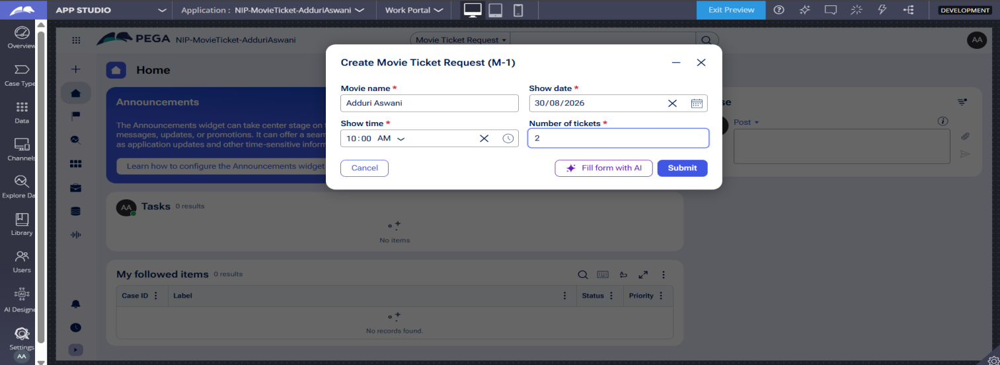 APP STUDIO
Application : NIP-MovieTicket-AdduriAswani
Work Portal
Exit Preview
DEVELOPMENT
Overview
Case Type
Data
Channels
Explore Da
Library
Users
AI Designe
Settings
AA
PEGA NIP-MovieTicket-AdduriAswani
Movie Ticket Request
AA
Home
Announcements
The Announcements widget can take center stage on
messages, updates, or promotions. It can offer a seam
as application updates and other time-sensitive inform
Learn how to configure the Announcements widget
Create Movie Ticket Request (M-1)
Movie name *
Show date *
Adduri Aswani
30/08/2026
Show time *
Number of tickets *
10:00 AM
2
Cancel
Fill form with AI
Submit
se
Post
AA
Tasks 0 results
No items
My followed items 0 results
Case ID
Label
Status
Priority
No records found.